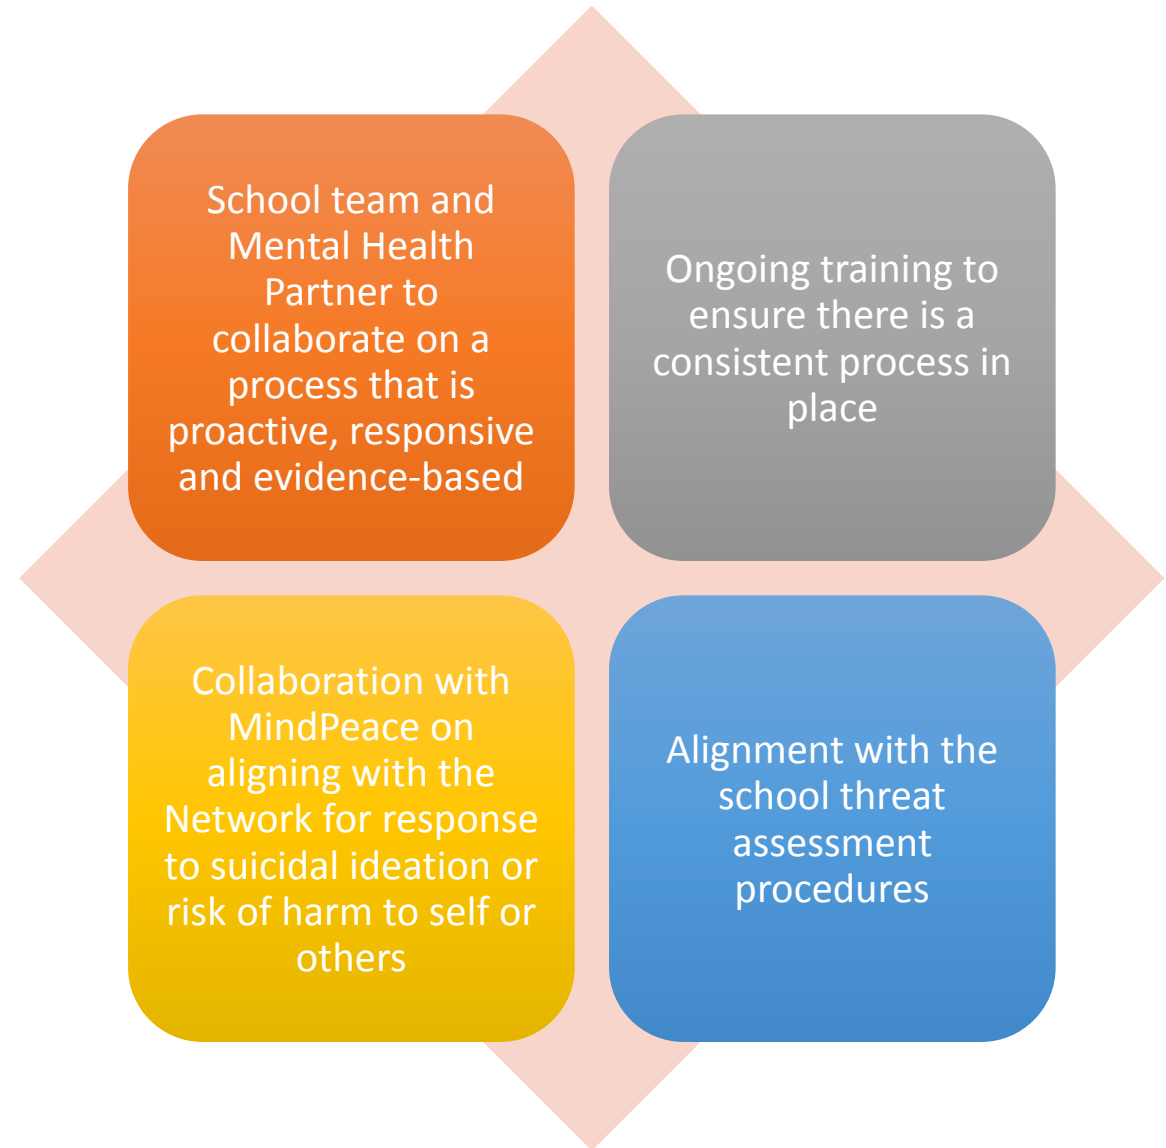 School team and
Mental Health
Partner to
collaborate on a
process that is
proactive, responsive
and evidence-based
Ongoing training to
ensure there is a
consistent process in
place
Collaboration with
MindPeace on
aligning with the
Network for response
to suicidal ideation or
risk of harm to self or
others
Alignment with the
school threat
assessment
procedures